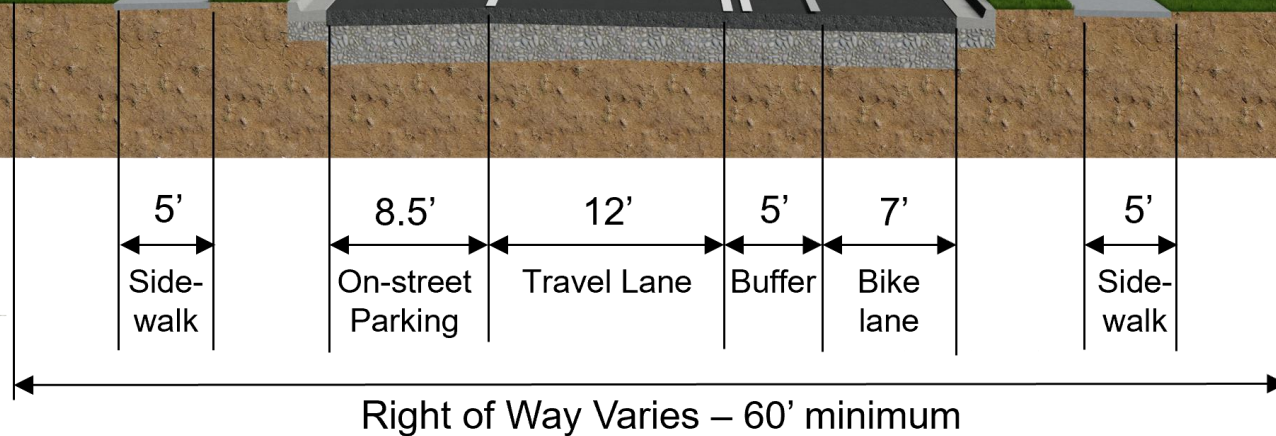 5’
8.5’
12’
5’
7’
5’
Side-
walk
On-street
Parking
Travel Lane
Buffer
Bike
lane
Side-
walk
Right of Way Varies – 60’ minimum